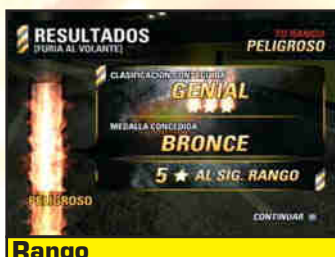 RESULTADOS
TU RANGO
[FURIA AL VOLANTE]
PELIGROSO
CLASIFICACIÓN CONSEGUIDA
GENIAL
MEDALLA CONCEDIDA
BRONCE
5 ★ AL SIG. RANGO
PELIGROSO
CONTINUAR
Rango